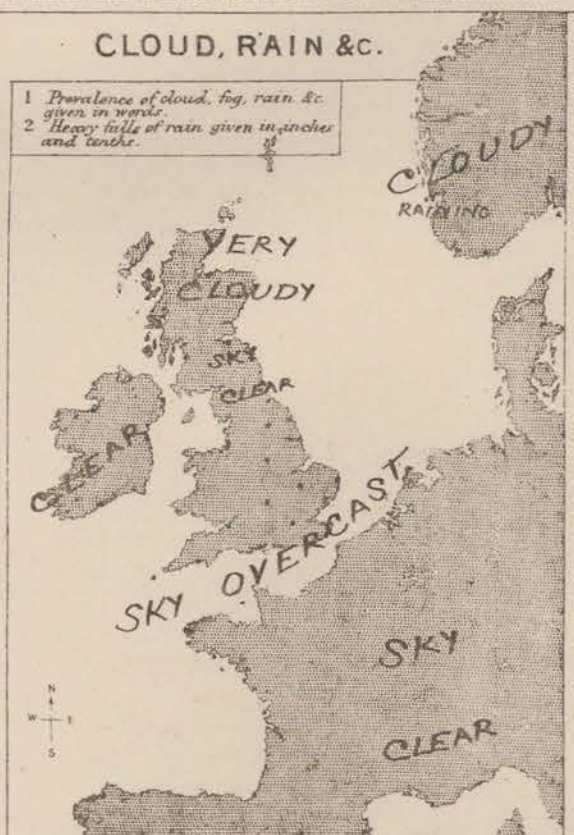 CLOUD, RAIN &c.
1 Prevalence of cloud, fog, rain &c
given in words.
2 Heavy falls of rain given in inches
and tenths.
CLOUDY
RAINING
VERY
CLOUDY
SKY
CLEAR
CLEAR
SKY OVERCAST
SKY
CLEAR
N
W E
S